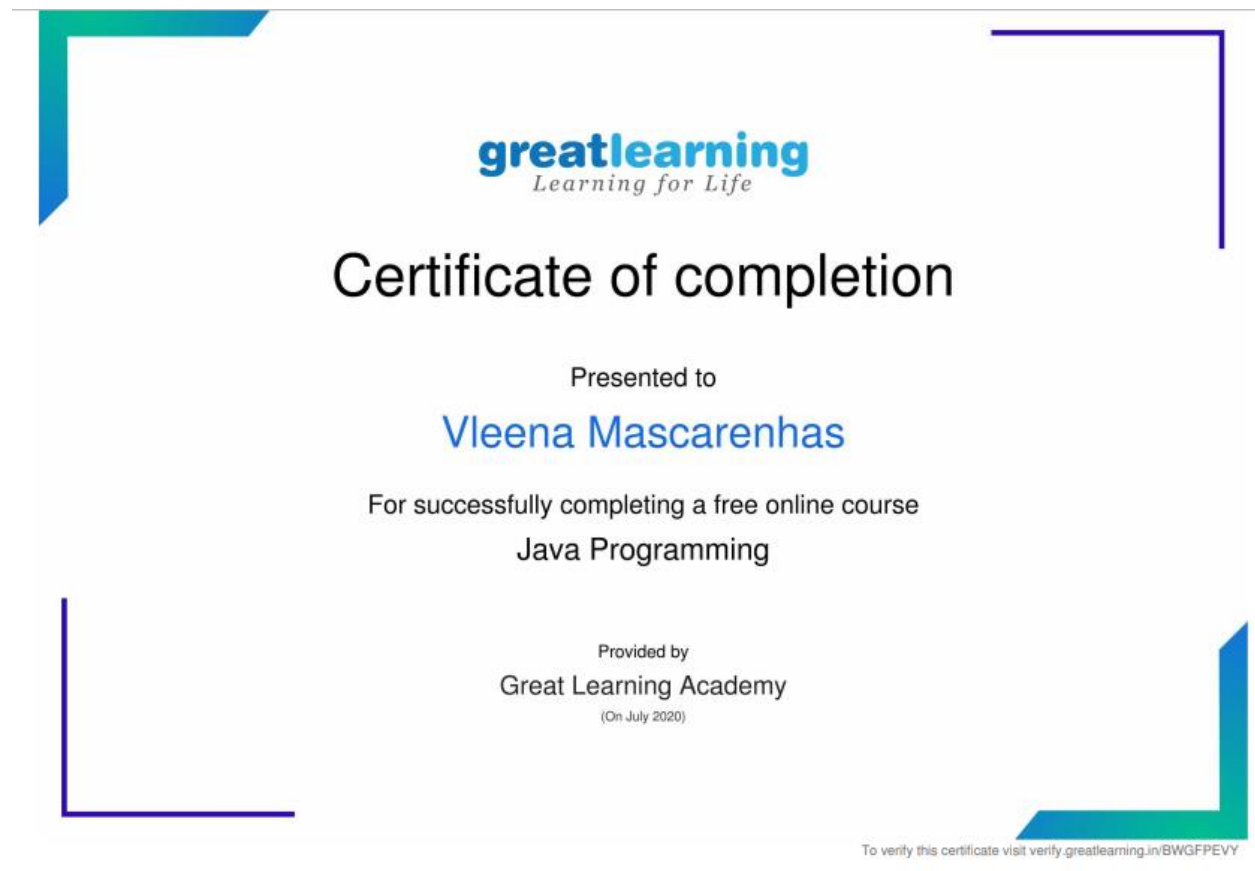 greatlearning
Learning for Life
Certificate of completion
Presented to
Vleena Mascarenhas
For successfully completing a free online course
Java Programming
Provided by
Great Learning Academy
(On July 2020)
To verify this certificate visit verify.greatlearning.in/BWGFPEVY